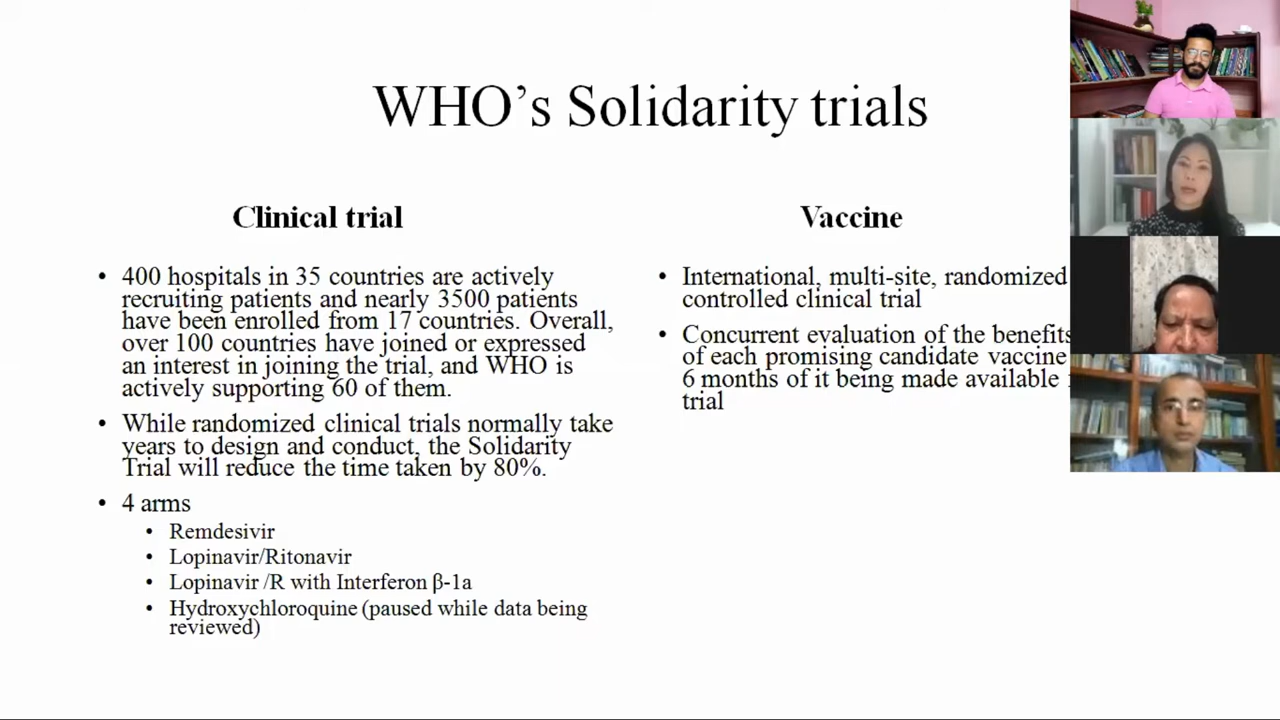 WHO's Solidarity trials
Clinical trial
• 400 hospitals in 35 countries are actively
recruiting patients and nearly 3500 patients
have been enrolled from 17 countries. Overall,
over 100 countries have joined or expressed
an interest in joining the trial, and WHO is
actively supporting 60 of them.
• While randomized clinical trials normally take
years to design and conduct, the Solidarity
Trial will reduce the time taken by 80%.
• 4 arms
• Remdesivir
• Lopinavir/Ritonavir
• Lopinavir /R with Interferon β-1a
• Hydroxychloroquine (paused while data being
reviewed)
Vaccine
• International, multi-site, randomized
controlled clinical trial
• Concurrent evaluation of the benefits
of each promising candidate vaccine
6 months of it being made available
trial